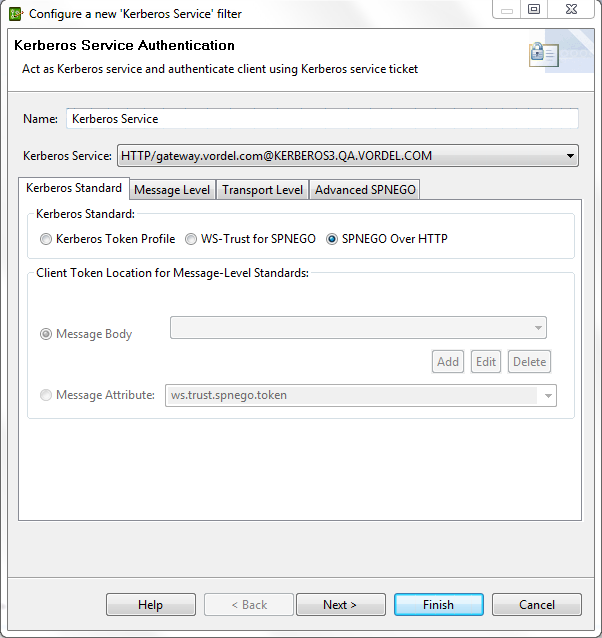 Configure a new 'Kerberos Service' filter
Kerberos Service Authentication
Act as Kerberos service and authenticate client using Kerberos service ticket
Name: Kerberos Service
Kerberos Service: HTTP/gateway.vordel.com@KERBEROS3.QA.VORDEL.COM
Kerberos Standard Message Level Transport Level Advanced SPNEGO
Kerberos Standard:
Kerberos Token Profile WS-Trust for SPNEGO SPNEGO Over HTTP
Client Token Location for Message-Level Standards:
Message Body
Add Edit Delete
Message Attribute: ws.trust.spnego.token
Help < Back Next > Finish Cancel